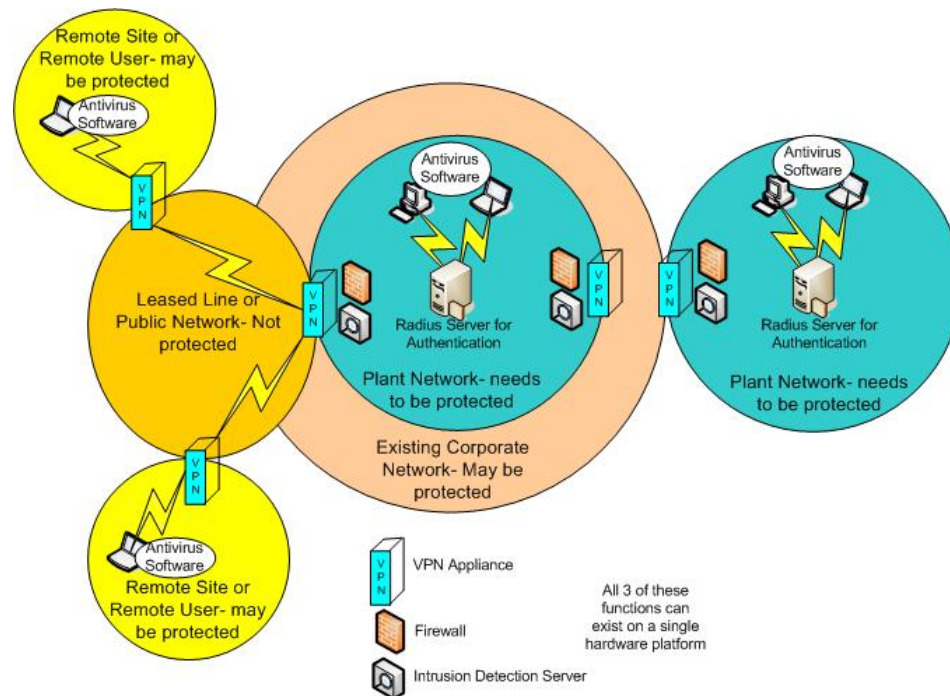 Remote Site or
Remote User- may
be protected
Antivirus
Software
VPN
Leased Line or
Public Network- Not
protected
VPN
Antivirus
Software
Radius Server for
Authentication
Plant Network- needs
to be protected
VPN
Existing Corporate
Network- May be
protected
VPN
Antivirus
Software
Radius Server for
Authentication
Plant Network- needs
to be protected
VPN
Antivirus
Software
Remote Site or
Remote User- may
be protected
VPN
VPN Appliance
Firewall
Intrusion Detection Server
All 3 of these
functions can
exist on a single
hardware platform